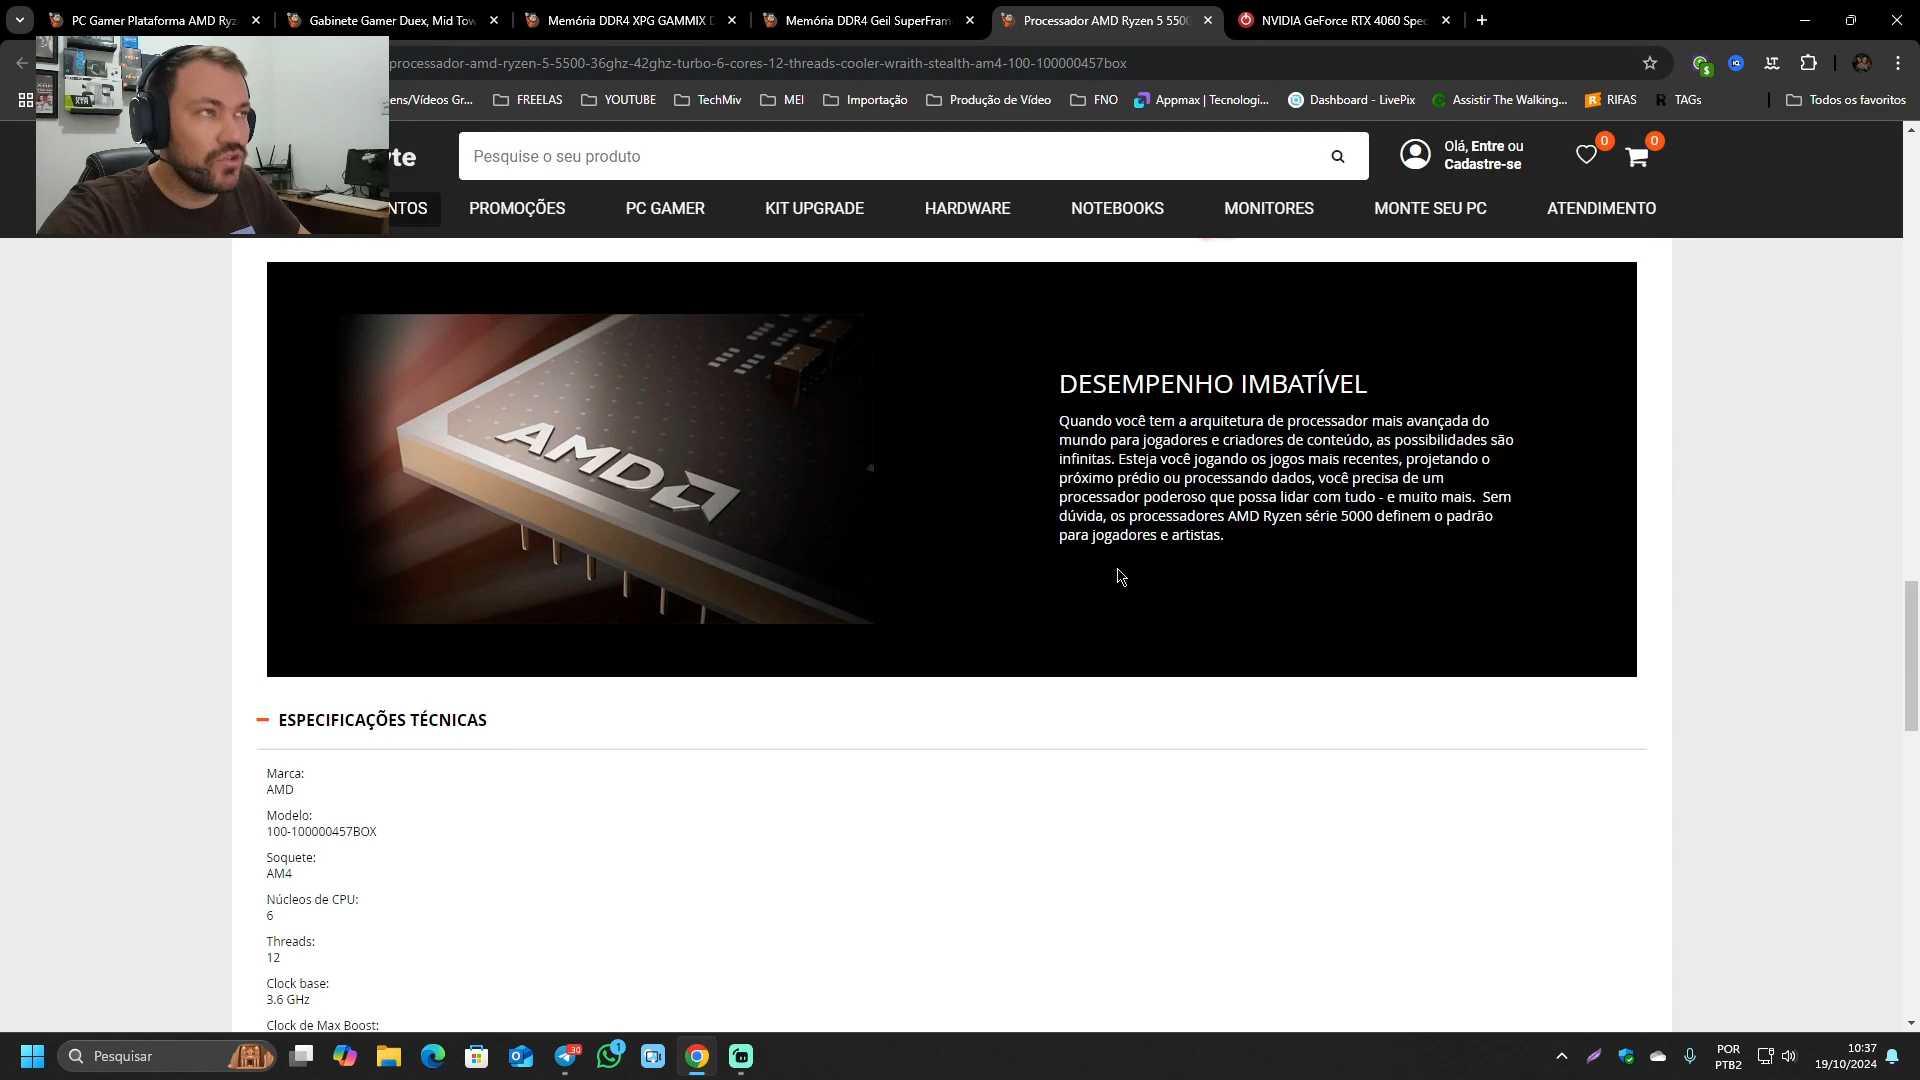 PC Gamer Plataforma AMD Ryz
Gabinete Gamer Duex, Mid Tow
Memória DDR4 XPG GAMMIX D
Memória DDR4 Geil SuperFram
Processador AMD Ryzen 5 5500
NVIDIA GeForce RTX 4060 Spec
processador-amd-ryzen-5-5500-36ghz-42ghz-turbo-6-cores-12-threads-cooler-wraith-stealth-am4-100-100000457box
ens/Vídeos Gr...
FREELAS
YOUTUBE
TechMiv
MEI
Importação
Produção de Vídeo
FNO
Appmax | Tecnologi...
Dashboard - LivePix
Assistir The Walking...
RIFAS
TAGs
Todos os favoritos
Pesquise o seu produto
Olá, Entre ou
Cadastre-se
0
0
NTOS
PROMOÇÕES
PC GAMER
KIT UPGRADE
HARDWARE
NOTEBOOKS
MONITORES
MONTE SEU PC
ATENDIMENTO
AMD
DESEMPENHO IMBATÍVEL
Quando você tem a arquitetura de processador mais avançada do
mundo para jogadores e criadores de conteúdo, as possibilidades são
infinitas. Esteja você jogando os jogos mais recentes, projetando o
próximo prédio ou processando dados, você precisa de um
processador poderoso que possa lidar com tudo - e muito mais. Sem
dúvida, os processadores AMD Ryzen série 5000 definem o padrão
para jogadores e artistas.
ESPECIFICAÇÕES TÉCNICAS
Marca:
AMD
Modelo:
100-100000457BOX
Soquete:
AM4
Núcleos de CPU:
6
Threads:
12
Clock base:
3.6 GHz
Clock de Max Boost:
Pesquisar
30
1
POR
PTB2
10:37
19/10/2024